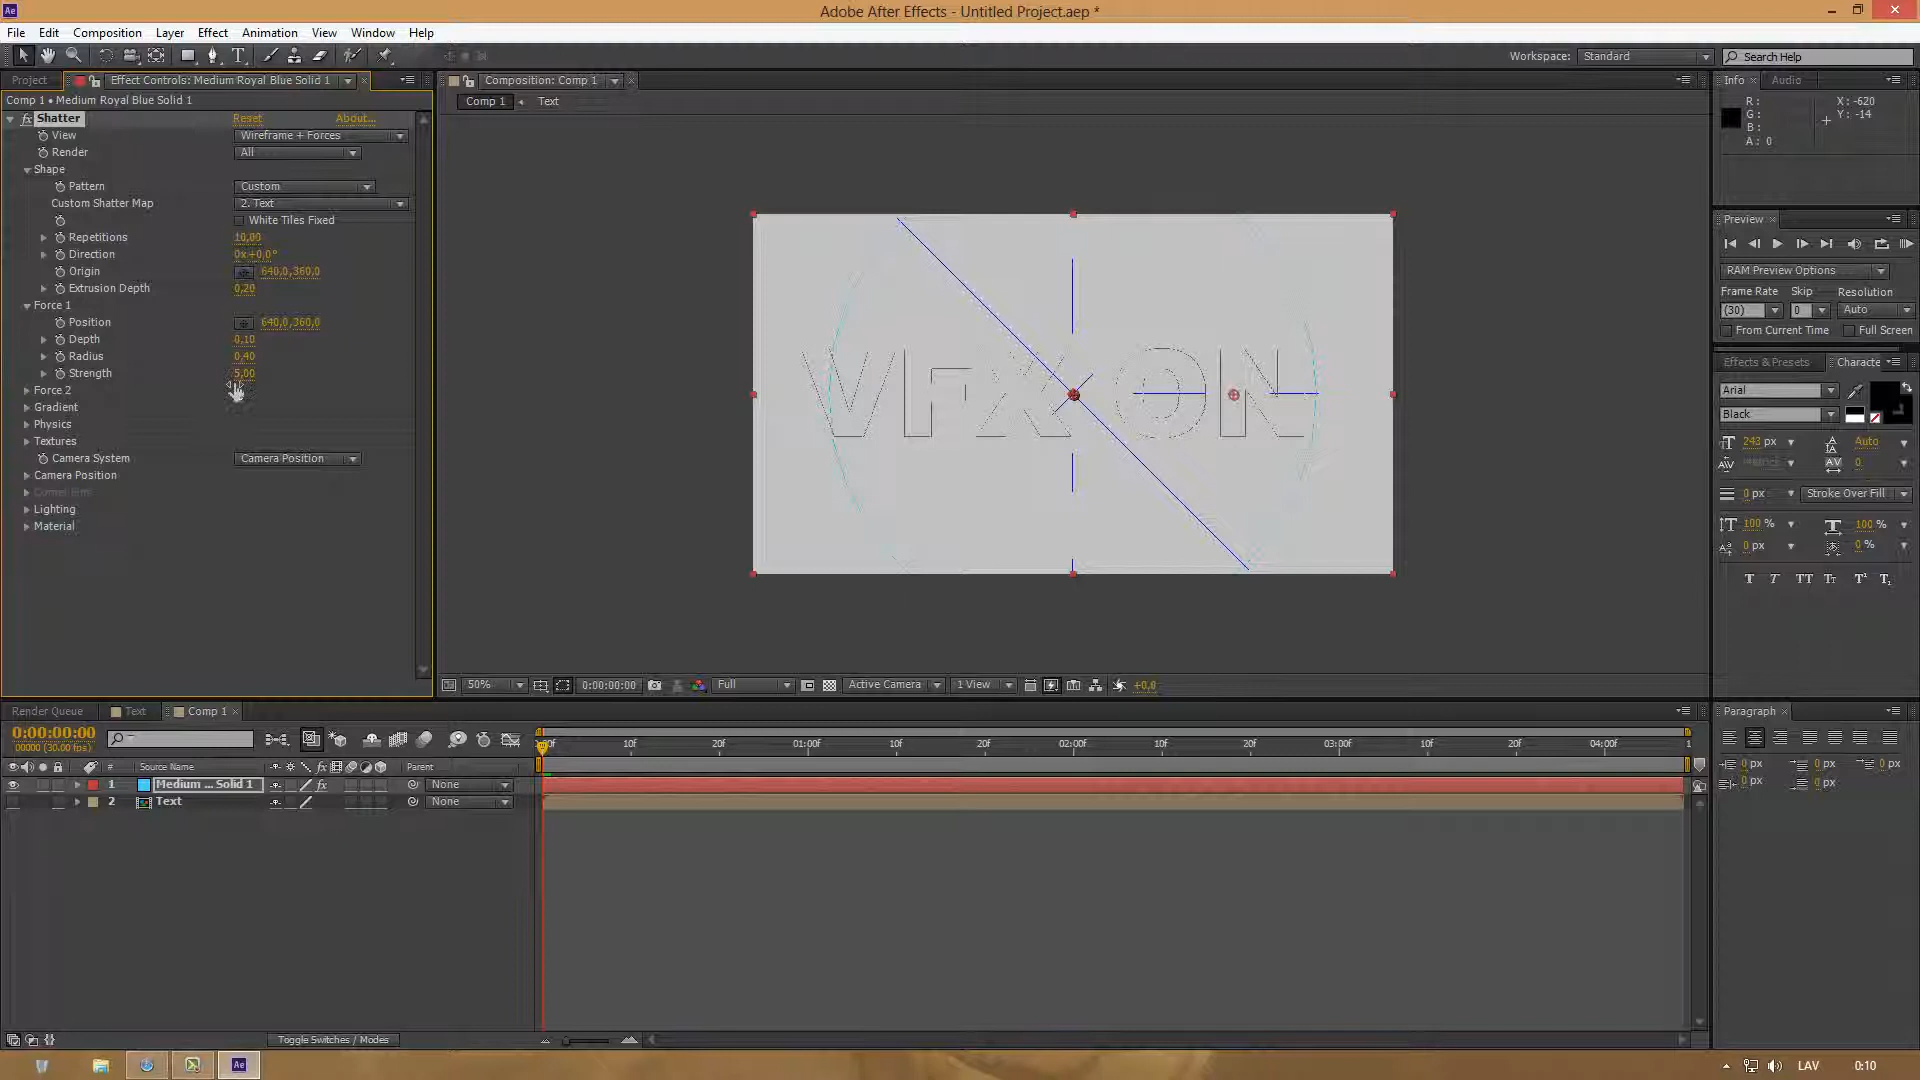 Adobe After Effects - Untitled Project.aep *
File Edit Composition Layer Effect Animation View Window Help
Workspace: Standard Search Help
Project Effect Controls: Medium Royal Blue Solid 1
Comp 1 • Medium Royal Blue Solid 1
Shatter Reset About...
View Wireframe + Forces
Render All
Shape
Pattern Custom
Custom Shatter Map 2. Text
White Tiles Fixed
Repetitions 10,00
Direction 0x+0,0°
Origin 640,0,360,0
Extrusion Depth 0,20
Force 1
Position 640,0,360,0
Depth 0,10
Radius 0,40
Strength 5,00
Force 2
Gradient
Physics
Textures
Camera System Camera Position
Camera Position
Lighting
Material
Composition: Comp 1
Comp 1 Text
VFX ON
50% 0:00:00:00 Full Active Camera 1 View +0,0
Info Audio
R: X: -620
G: Y: -14
B:
A: 0
Preview
RAM Preview Options
Frame Rate Skip Resolution
(30) 0 Auto
From Current Time Full Screen
Effects & Presets Characte
Arial
Black
243 px Auto
0
0 px Stroke Over Fill
100 % 100 %
0 px 0 %
T T TT Tт T¹ T₁
Render Queue Text Comp 1
0:00:00:00
00000 (30.00 fps)
# Source Name Parent
1 Medium ... Solid 1 None
2 Text None
00f 10f 20f 01:00f 10f 20f 02:00f 10f 20f 03:00f 10f 20f 04:00f 1
Toggle Switches / Modes
Paragraph
0 px 0 px 0 px
0 px 0 px
LAV 0:10